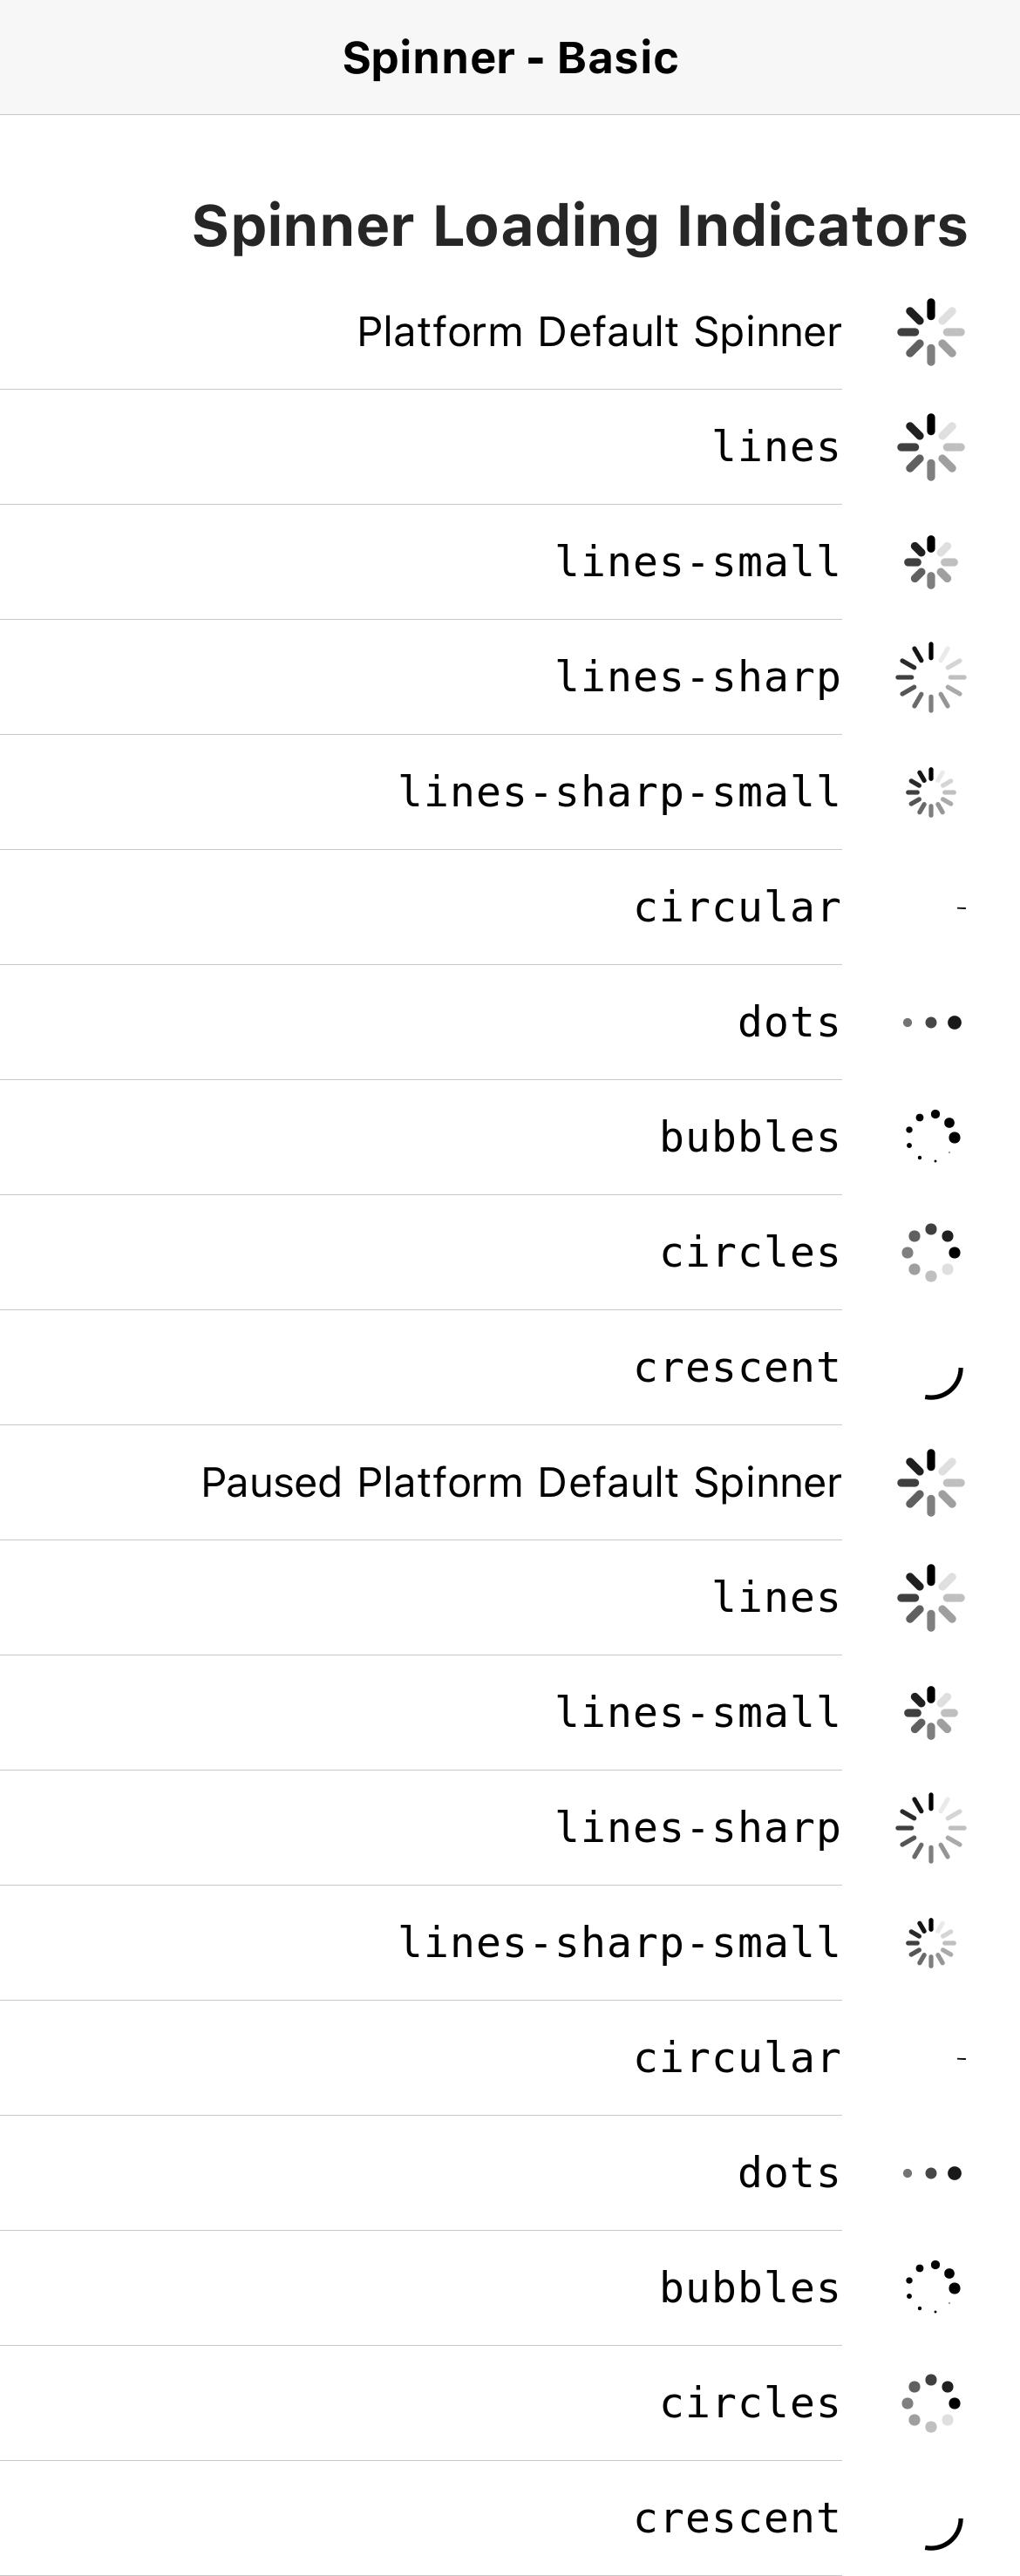 Spinner - Basic
Spinner Loading Indicators
Platform Default Spinner
lines
lines-small
lines-sharp
lines-sharp-small
circular
dots
bubbles
circles
crescent
Paused Platform Default Spinner
lines
lines-small
lines-sharp
lines-sharp-small
circular
dots
bubbles
circles
crescent